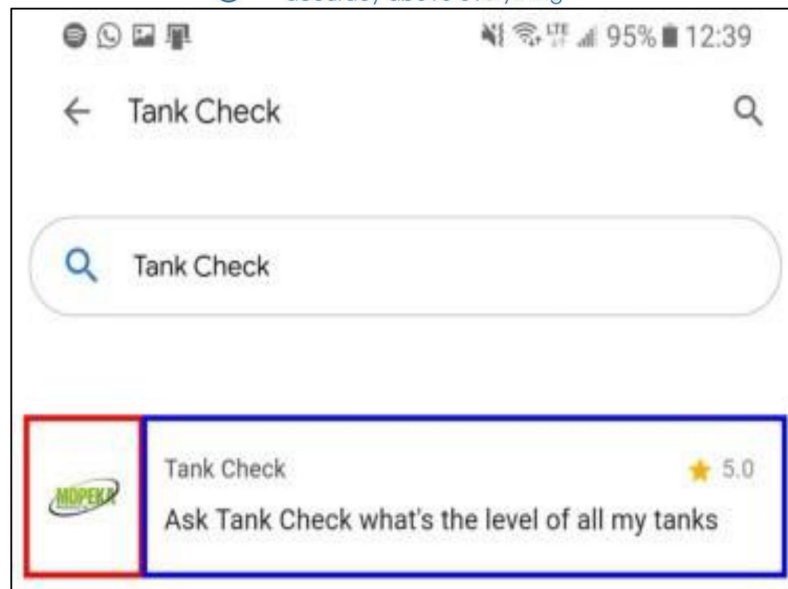 LTE 95% 12:39
Tank Check
Tank Check
MOPEKA
Tank Check 5.0
Ask Tank Check what's the level of all my tanks